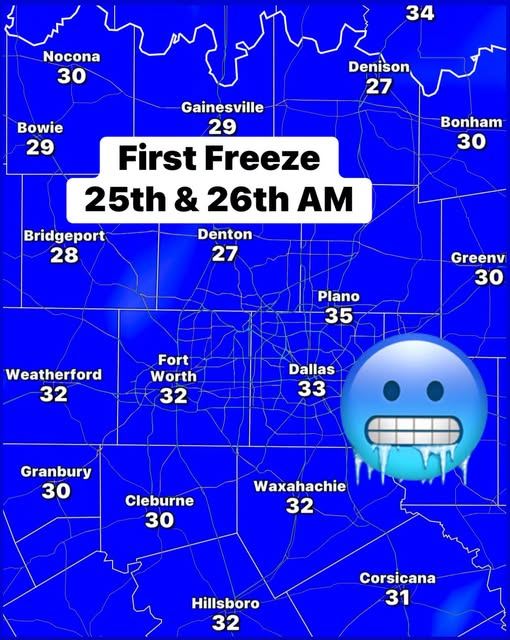 34
Nocona
30
Denison
27
Gainesville
29
Bonham
30
Bowie
29
First Freeze
25th & 26th AM
Bridgeport
28
Denton
27
Greenvi
30
Plano
35
Fort
Worth
32
Dallas
33
Weatherford
32
Granbury
30
Cleburne
30
Waxahachie
32
Corsicana
31
Hillsboro
32